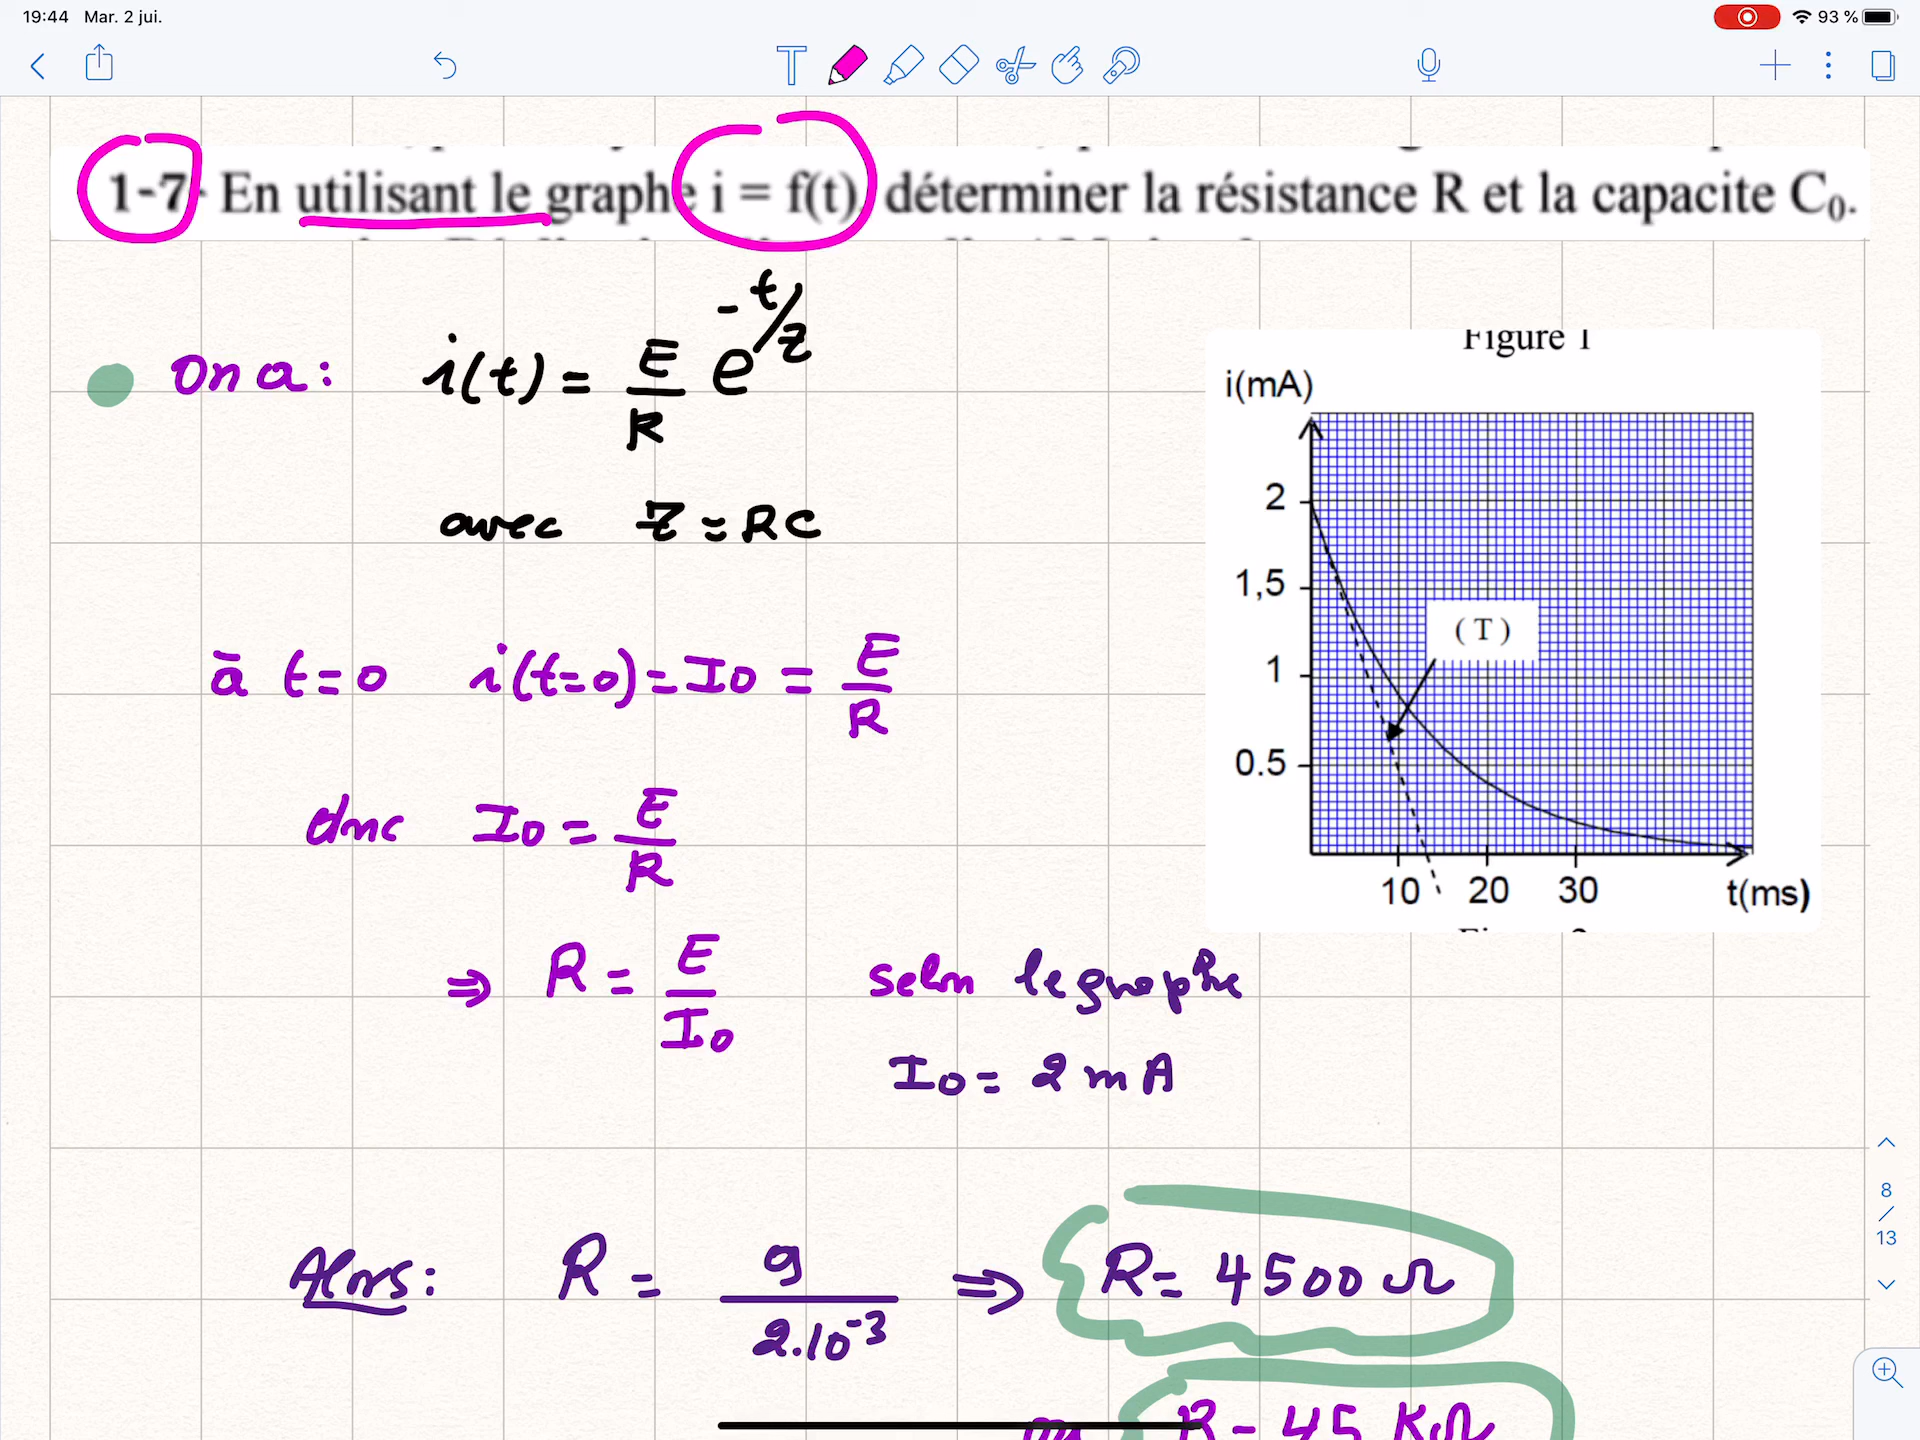 19:44 Mar. 2 jui.
93 %
1-7- En utilisant le graphe i = f(t) déterminer la résistance R et la capacite C₀.
On a: i(t) = E/R e^(-t/τ)
avec τ = RC
à t=0 i(t=0) = I0 = E/R
donc I0 = E/R
⇒ R = E/I0
selon le graphe
I0 = 2 mA
Figure 1
i(mA)
2
1,5
( T )
1
0.5
10 20 30 t(ms)
8
/
13
Alors: R = 9/2.10⁻³ ⇒ R = 4500 Ω